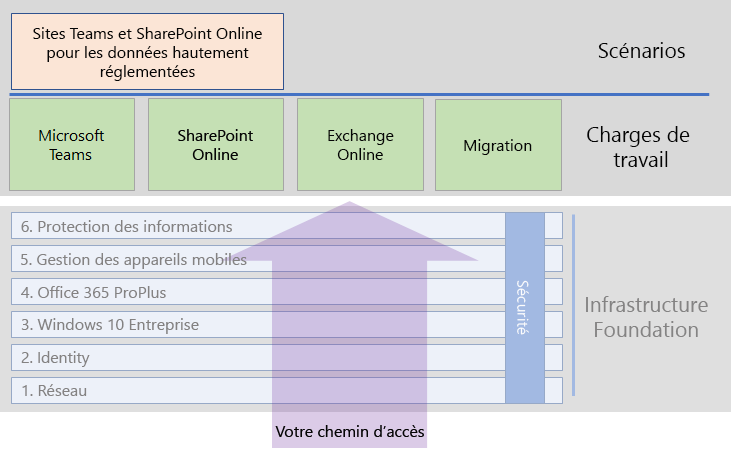 Sites Teams et SharePoint Online
pour les données hautement
réglementées
Scénarios
Microsoft
Teams
SharePoint
Online
Exchange
Online
Migration
Charges de
travail
6. Protection des informations
5. Gestion des appareils mobiles
4. Office 365 ProPlus
3. Windows 10 Entreprise
2. Identity
1. Réseau
Sécurité
Infrastructure
Foundation
Votre chemin d'accès